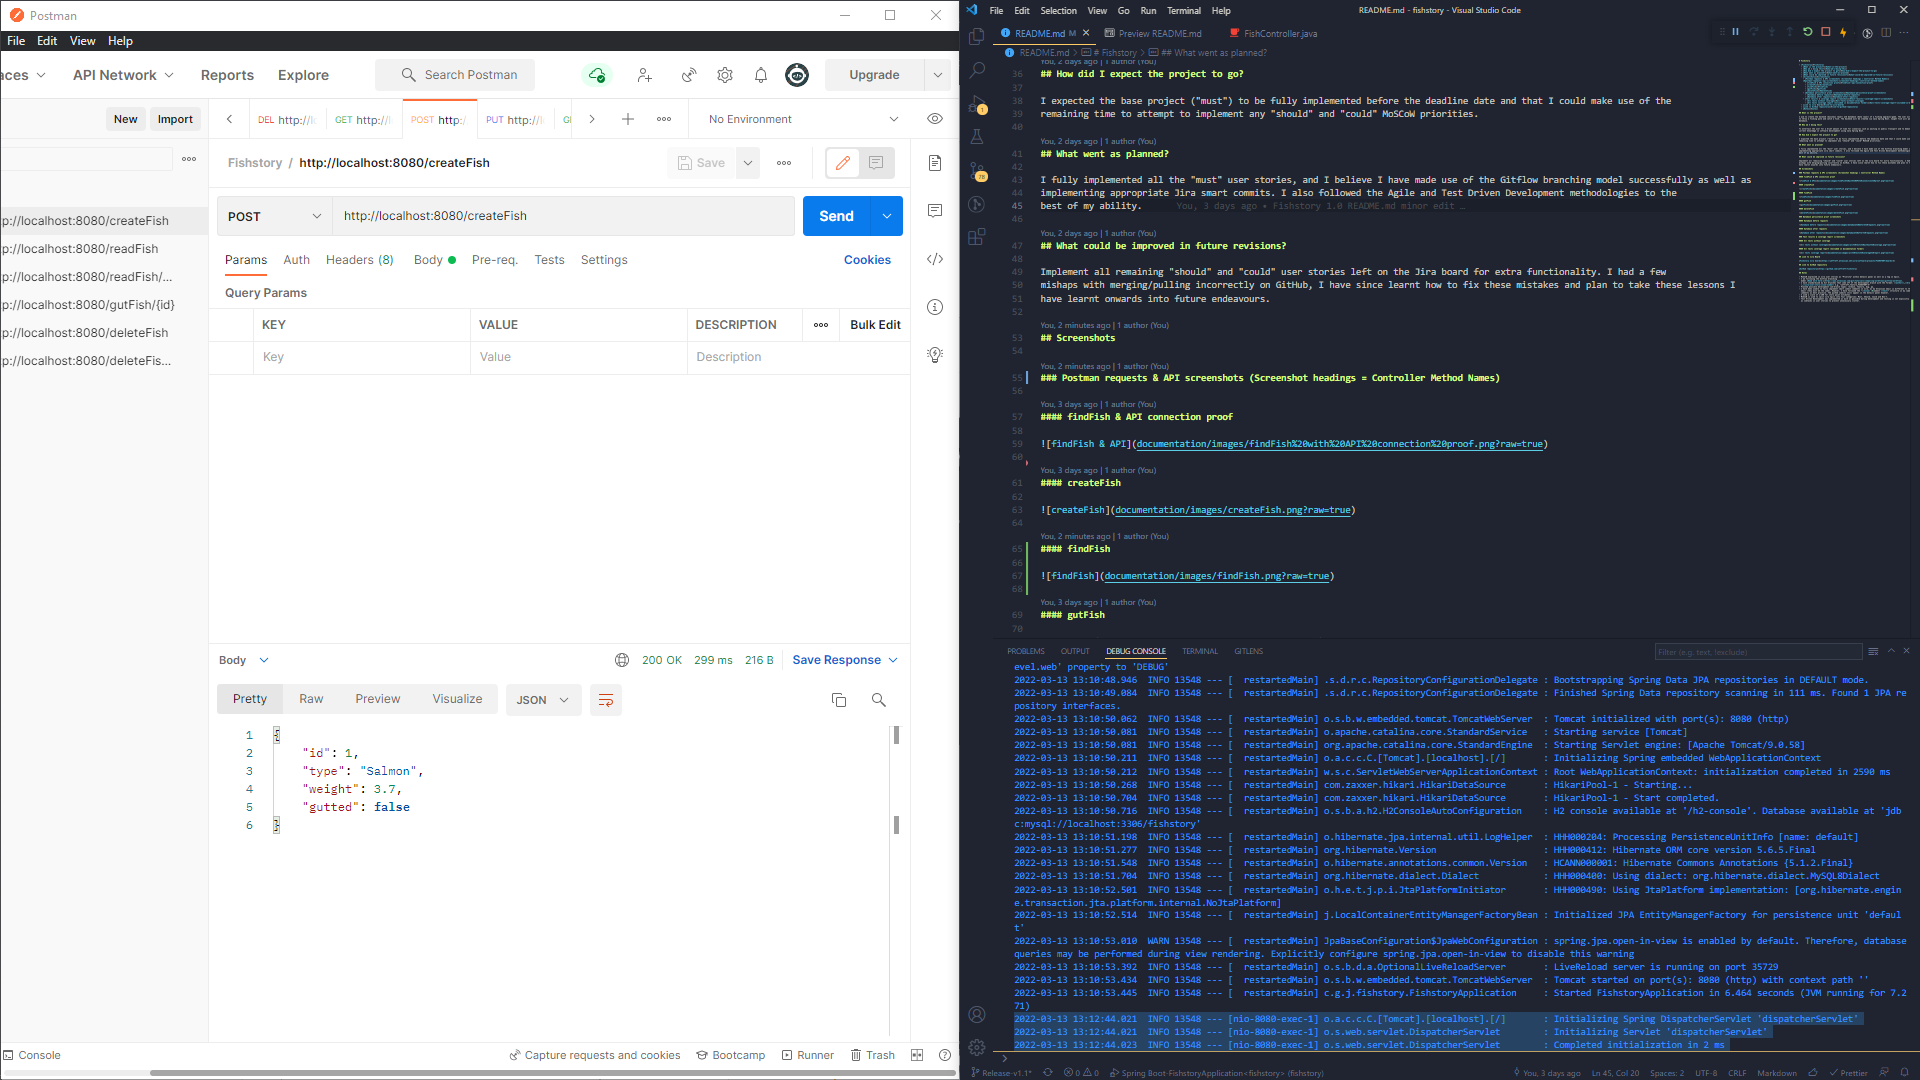 Postman
File Edit View Help
aces API Network Reports Explore Search Postman Upgrade
New Import
DEL http://l GET http://l POST http:/ PUT http://l No Environment
Fishstory / http://localhost:8080/createFish Save
POST http://localhost:8080/createFish Send
Params Auth Headers (8) Body Pre-req. Tests Settings Cookies
Query Params
KEY VALUE DESCRIPTION Bulk Edit
Key Value Description
tp://localhost:8080/createFish
tp://localhost:8080/readFish
tp://localhost:8080/readFish/...
tp://localhost:8080/gutFish/{id}
tp://localhost:8080/deleteFish
tp://localhost:8080/deleteFis...
Body 200 OK 299 ms 216 B Save Response
Pretty Raw Preview Visualize JSON
1 {
2 "id": 1,
3 "type": "Salmon",
4 "weight": 3.7,
5 "gutted": false
6 }
Console Capture requests and cookies Bootcamp Runner Trash
File Edit Selection View Go Run Terminal Help README.md - fishstory - Visual Studio Code
README.md M Preview README.md FishController.java
README.md > # Fishstory > ## What went as planned?
You, 2 days ago | 1 author (You)
36 ## How did I expect the project to go?
37
38 I expected the base project ("must") to be fully implemented before the deadline date and that I could make use of the
39 remaining time to attempt to implement any "should" and "could" MoSCoW priorities.
40
You, 2 days ago | 1 author (You)
41 ## What went as planned?
42
43 I fully implemented all the "must" user stories, and I believe I have made use of the Gitflow branching model successfully as well as
44 implementing appropriate Jira smart commits. I also followed the Agile and Test Driven Development methodologies to the
45 best of my ability. You, 3 days ago • Fishstory 1.0 README.md minor edit …
46
You, 2 days ago | 1 author (You)
47 ## What could be improved in future revisions?
48
49 Implement all remaining "should" and "could" user stories left on the Jira board for extra functionality. I had a few
50 mishaps with merging/pulling incorrectly on GitHub, I have since learnt how to fix these mistakes and plan to take these lessons I
51 have learnt onwards into future endeavours.
52
You, 2 minutes ago | 1 author (You)
53 ## Screenshots
54
You, 2 minutes ago | 1 author (You)
55 ### Postman requests & API screenshots (Screenshot headings = Controller Method Names)
56
You, 3 days ago | 1 author (You)
57 #### findFish & API connection proof
58
59 ![findFish & API](documentation/images/findFish%20with%20API%20connection%20proof.png?raw=true)
60
You, 3 days ago | 1 author (You)
61 #### createFish
62
63 ![createFish](documentation/images/createFish.png?raw=true)
64
You, 2 minutes ago | 1 author (You)
65 #### findFish
66
67 ![findFish](documentation/images/findFish.png?raw=true)
68
You, 3 days ago | 1 author (You)
69 #### gutFish
70
PROBLEMS OUTPUT DEBUG CONSOLE TERMINAL GITLENS Filter (e.g. text, !exclude)
evel.web' property to 'DEBUG'
2022-03-13 13:10:48.946 INFO 13548 --- [ restartedMain] .s.d.r.c.RepositoryConfigurationDelegate : Bootstrapping Spring Data JPA repositories in DEFAULT mode.
2022-03-13 13:10:49.084 INFO 13548 --- [ restartedMain] .s.d.r.c.RepositoryConfigurationDelegate : Finished Spring Data repository scanning in 111 ms. Found 1 JPA re
pository interfaces.
2022-03-13 13:10:50.062 INFO 13548 --- [ restartedMain] o.s.b.w.embedded.tomcat.TomcatWebServer : Tomcat initialized with port(s): 8080 (http)
2022-03-13 13:10:50.081 INFO 13548 --- [ restartedMain] o.apache.catalina.core.StandardService : Starting service [Tomcat]
2022-03-13 13:10:50.081 INFO 13548 --- [ restartedMain] org.apache.catalina.core.StandardEngine : Starting Servlet engine: [Apache Tomcat/9.0.58]
2022-03-13 13:10:50.211 INFO 13548 --- [ restartedMain] o.a.c.c.C.[Tomcat].[localhost].[/] : Initializing Spring embedded WebApplicationContext
2022-03-13 13:10:50.212 INFO 13548 --- [ restartedMain] w.s.c.ServletWebServerApplicationContext : Root WebApplicationContext: initialization completed in 2590 ms
2022-03-13 13:10:50.268 INFO 13548 --- [ restartedMain] com.zaxxer.hikari.HikariDataSource : HikariPool-1 - Starting...
2022-03-13 13:10:50.704 INFO 13548 --- [ restartedMain] com.zaxxer.hikari.HikariDataSource : HikariPool-1 - Start completed.
2022-03-13 13:10:50.716 INFO 13548 --- [ restartedMain] o.s.b.a.h2.H2ConsoleAutoConfiguration : H2 console available at '/h2-console'. Database available at 'jdb
c:mysql://localhost:3306/fishstory'
2022-03-13 13:10:51.198 INFO 13548 --- [ restartedMain] o.hibernate.jpa.internal.util.LogHelper : HHH000204: Processing PersistenceUnitInfo [name: default]
2022-03-13 13:10:51.277 INFO 13548 --- [ restartedMain] org.hibernate.Version : HHH000412: Hibernate ORM core version 5.6.5.Final
2022-03-13 13:10:51.548 INFO 13548 --- [ restartedMain] o.hibernate.annotations.common.Version : HCANN000001: Hibernate Commons Annotations {5.1.2.Final}
2022-03-13 13:10:51.704 INFO 13548 --- [ restartedMain] org.hibernate.dialect.Dialect : HHH000400: Using dialect: org.hibernate.dialect.MySQL8Dialect
2022-03-13 13:10:52.501 INFO 13548 --- [ restartedMain] o.h.e.t.j.p.i.JtaPlatformInitiator : HHH000490: Using JtaPlatform implementation: [org.hibernate.engin
e.transaction.jta.platform.internal.NoJtaPlatform]
2022-03-13 13:10:52.514 INFO 13548 --- [ restartedMain] j.LocalContainerEntityManagerFactoryBean : Initialized JPA EntityManagerFactory for persistence unit 'defaul
t'
2022-03-13 13:10:53.010 WARN 13548 --- [ restartedMain] JpaBaseConfiguration$JpaWebConfiguration : spring.jpa.open-in-view is enabled by default. Therefore, database
queries may be performed during view rendering. Explicitly configure spring.jpa.open-in-view to disable this warning
2022-03-13 13:10:53.392 INFO 13548 --- [ restartedMain] o.s.b.d.a.OptionalLiveReloadServer : LiveReload server is running on port 35729
2022-03-13 13:10:53.434 INFO 13548 --- [ restartedMain] o.s.b.w.embedded.tomcat.TomcatWebServer : Tomcat started on port(s): 8080 (http) with context path ''
2022-03-13 13:10:53.445 INFO 13548 --- [ restartedMain] c.g.j.fishstory.FishstoryApplication : Started FishstoryApplication in 6.464 seconds (JVM running for 7.2
71)
2022-03-13 13:12:44.021 INFO 13548 --- [nio-8080-exec-1] o.a.c.c.C.[Tomcat].[localhost].[/] : Initializing Spring DispatcherServlet 'dispatcherServlet'
2022-03-13 13:12:44.021 INFO 13548 --- [nio-8080-exec-1] o.s.web.servlet.DispatcherServlet : Initializing Servlet 'dispatcherServlet'
2022-03-13 13:12:44.023 INFO 13548 --- [nio-8080-exec-1] o.s.web.servlet.DispatcherServlet : Completed initialization in 2 ms
Release-v1.1* 0 0 Spring Boot-FishstoryApplication<fishstory> (fishstory) You, 3 days ago Ln 45, Col 20 Spaces: 2 UTF-8 CRLF Markdown Prettier